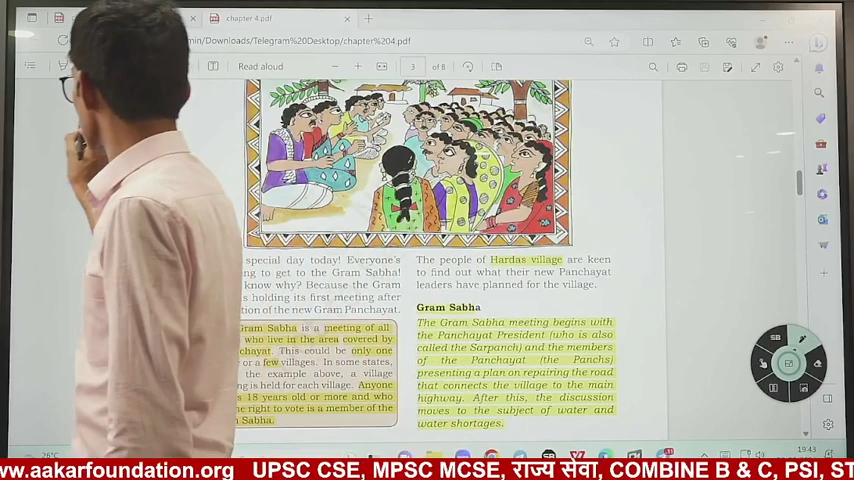 chapter 4.pdf
min/Downloads/Telegram%20Desktop/chapter%204.pdf
Read aloud
3 of 8
special day today! Everyone's
ng to get to the Gram Sabha!
know why? Because the Gram
s holding its first meeting after
tion of the new Gram Panchayat.
Gram Sabha is a meeting of all
who live in the area covered by
chayat. This could be only one
or a few villages. In some states,
the example above, a village
ng is held for each village. Anyone
s 18 years old or more and who
he right to vote is a member of the
Sabha.
The people of Hardas village are keen
to find out what their new Panchayat
leaders have planned for the village.
Gram Sabha
The Gram Sabha meeting begins with
the Panchayat President (who is also
called the Sarpanch) and the members
of the Panchayat (the Panchs)
presenting a plan on repairing the road
that connects the village to the main
highway. After this, the discussion
moves to the subject of water and
water shortages.
SB
26°C
19:43
ww.aakarfoundation.org UPSC CSE, MPSC MCSE, राज्य सेवा, COMBINE B & C, PSI, ST